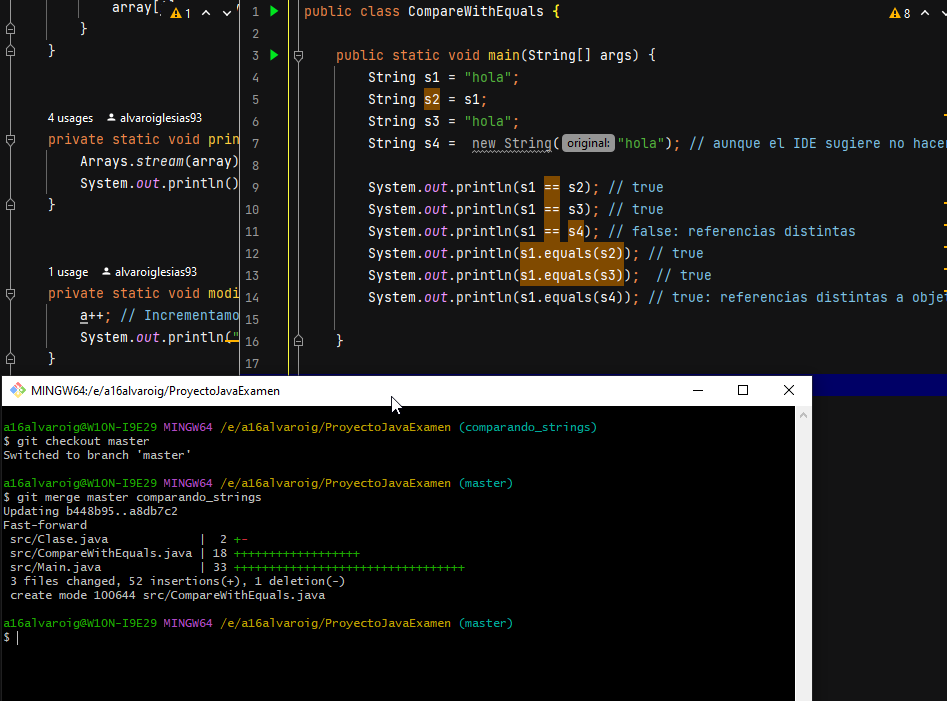 array[
1
}
}
4 usages alvaroiglesias93
private static void prin
Arrays.stream(array)
System.out.println()
}
1 usage alvaroiglesias93
private static void modi
a++; // Incrementamo
System.out.println("
}
8
1 public class CompareWithEquals {
2
3 public static void main(String[] args) {
4 String s1 = "hola";
5 String s2 = s1;
6 String s3 = "hola";
7 String s4 = new String( original: "hola"); // aunque el IDE sugiere no hacer
8
9 System.out.println(s1 == s2); // true
10 System.out.println(s1 == s3); // true
11 System.out.println(s1 == s4); // false: referencias distintas
12 System.out.println(s1.equals(s2)); // true
13 System.out.println(s1.equals(s3)); // true
14 System.out.println(s1.equals(s4)); // true: referencias distintas a obje
15
16 }
17
MINGW64:/e/a16alvaroig/ProyectoJavaExamen
a16alvaroig@W10N-I9E29 MINGW64 /e/a16alvaroig/ProyectoJavaExamen (comparando_strings)
$ git checkout master
Switched to branch 'master'
a16alvaroig@W10N-I9E29 MINGW64 /e/a16alvaroig/ProyectoJavaExamen (master)
$ git merge master comparando_strings
Updating b448b95..a8db7c2
Fast-forward
src/Clase.java | 2 +-
src/CompareWithEquals.java | 18 ++++++++++++++++++
src/Main.java | 33 +++++++++++++++++++++++++++++++++
3 files changed, 52 insertions(+), 1 deletion(-)
create mode 100644 src/CompareWithEquals.java
a16alvaroig@W10N-I9E29 MINGW64 /e/a16alvaroig/ProyectoJavaExamen (master)
$